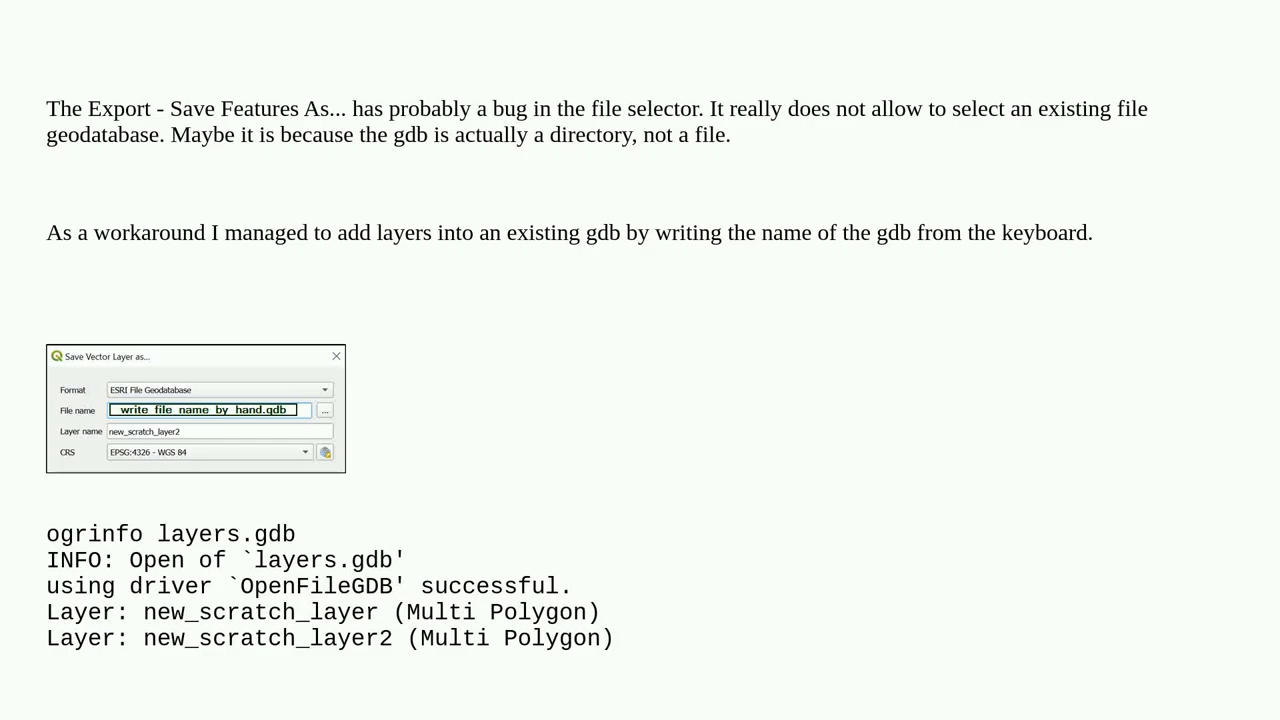 The Export - Save Features As... has probably a bug in the file selector. It really does not allow to select an existing file
geodatabase. Maybe it is because the gdb is actually a directory, not a file.
As a workaround I managed to add layers into an existing gdb by writing the name of the gdb from the keyboard.
Save Vector Layer as...
Format ESRI File Geodatabase
File name write_file_name_by_hand.gdb ...
Layer name new_scratch_layer2
CRS EPSG:4326 - WGS 84
ogrinfo layers.gdb
INFO: Open of `layers.gdb'
using driver `OpenFileGDB' successful.
Layer: new_scratch_layer (Multi Polygon)
Layer: new_scratch_layer2 (Multi Polygon)